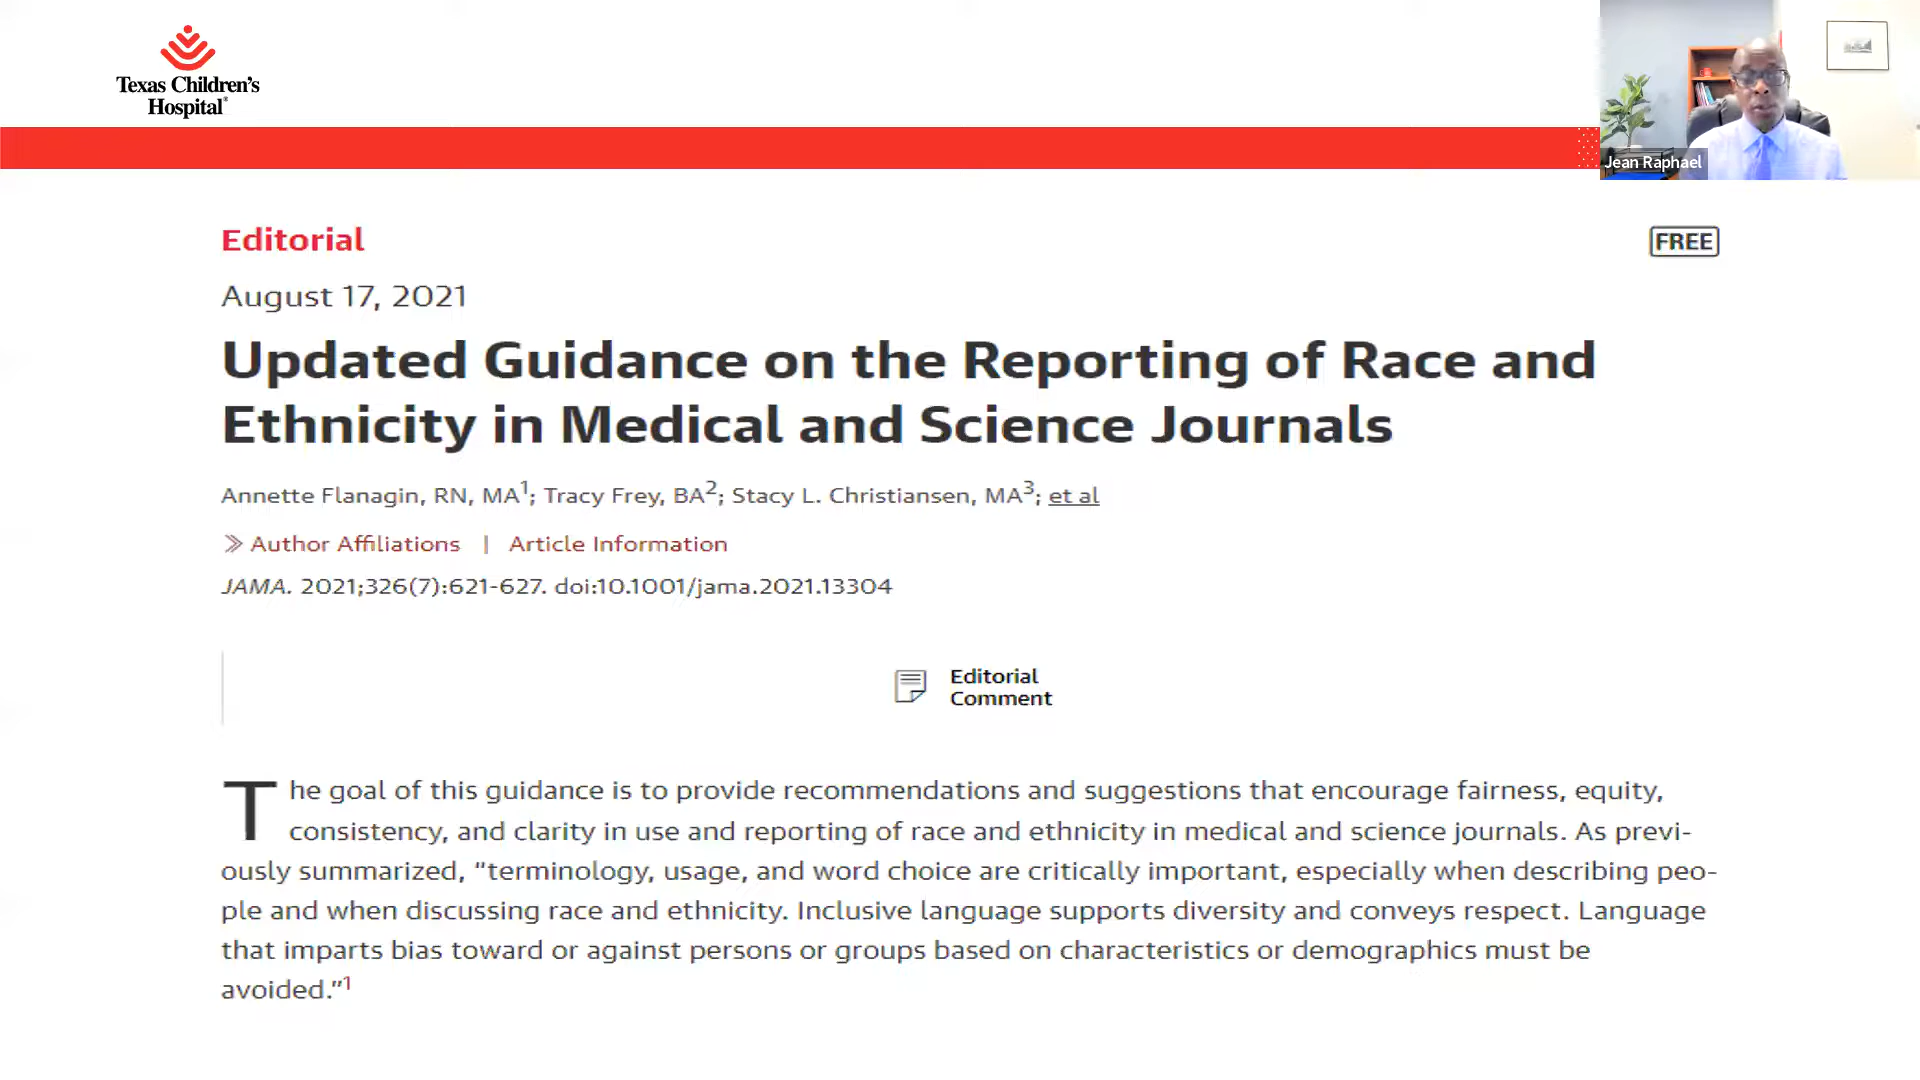 Texas Children's
Hospital®
Jean Raphael
Editorial
FREE
August 17, 2021
Updated Guidance on the Reporting of Race and
Ethnicity in Medical and Science Journals
Annette Flanagin, RN, MA1; Tracy Frey, BA2; Stacy L. Christiansen, MA3; et al
≫ Author Affiliations | Article Information
JAMA. 2021;326(7):621-627. doi:10.1001/jama.2021.13304
Editorial
Comment
The goal of this guidance is to provide recommendations and suggestions that encourage fairness, equity,
consistency, and clarity in use and reporting of race and ethnicity in medical and science journals. As previ-
ously summarized, “terminology, usage, and word choice are critically important, especially when describing peo-
ple and when discussing race and ethnicity. Inclusive language supports diversity and conveys respect. Language
that imparts bias toward or against persons or groups based on characteristics or demographics must be
avoided.”1